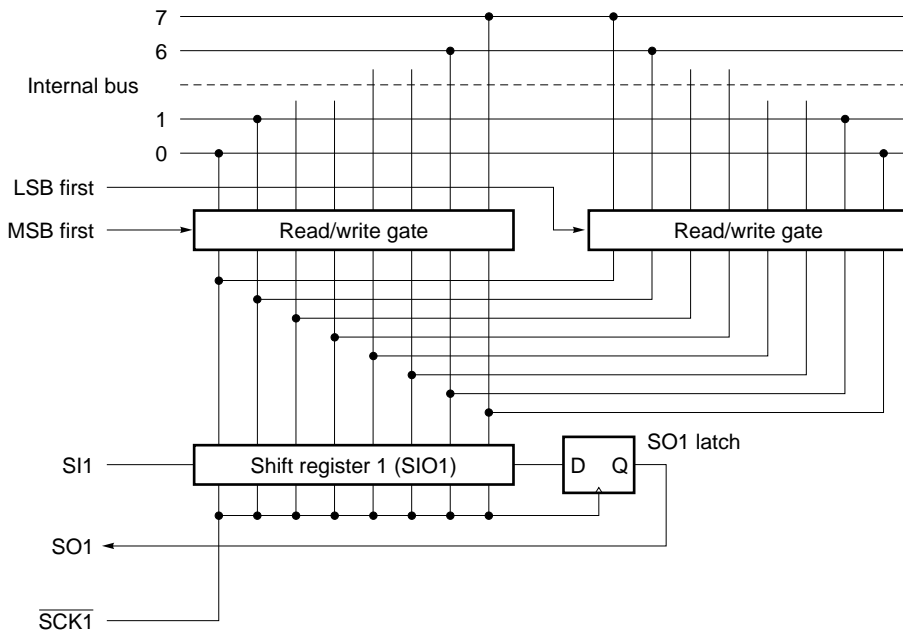 7
6
Internal bus
1
0
LSB first
MSB first
Read/write gate
Read/write gate
SI1
Shift register 1 (SIO1)
D Q
SO1 latch
SO1
SCK1